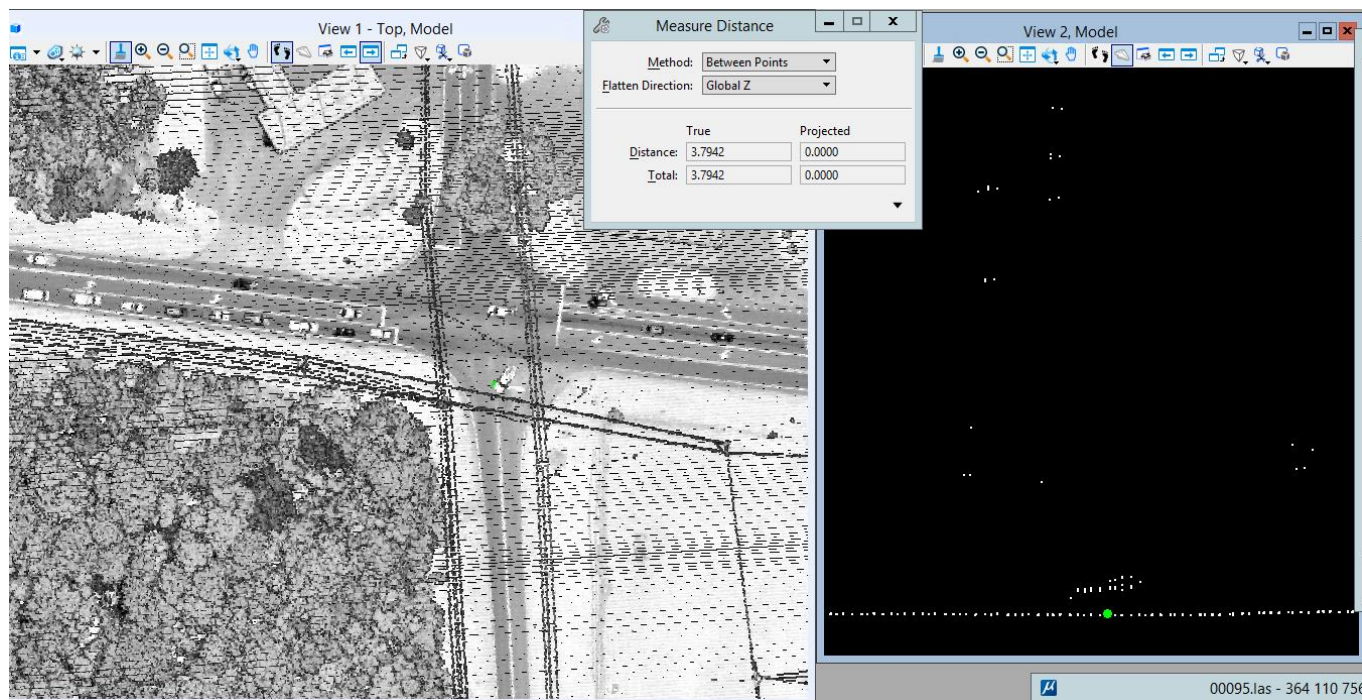 View 1 - Top, Model
Measure Distance
Method: Between Points
Flatten Direction: Global Z
True Projected
Distance: 3.7942 0.0000
Total: 3.7942 0.0000
View 2, Model
00095.las - 364 110 756